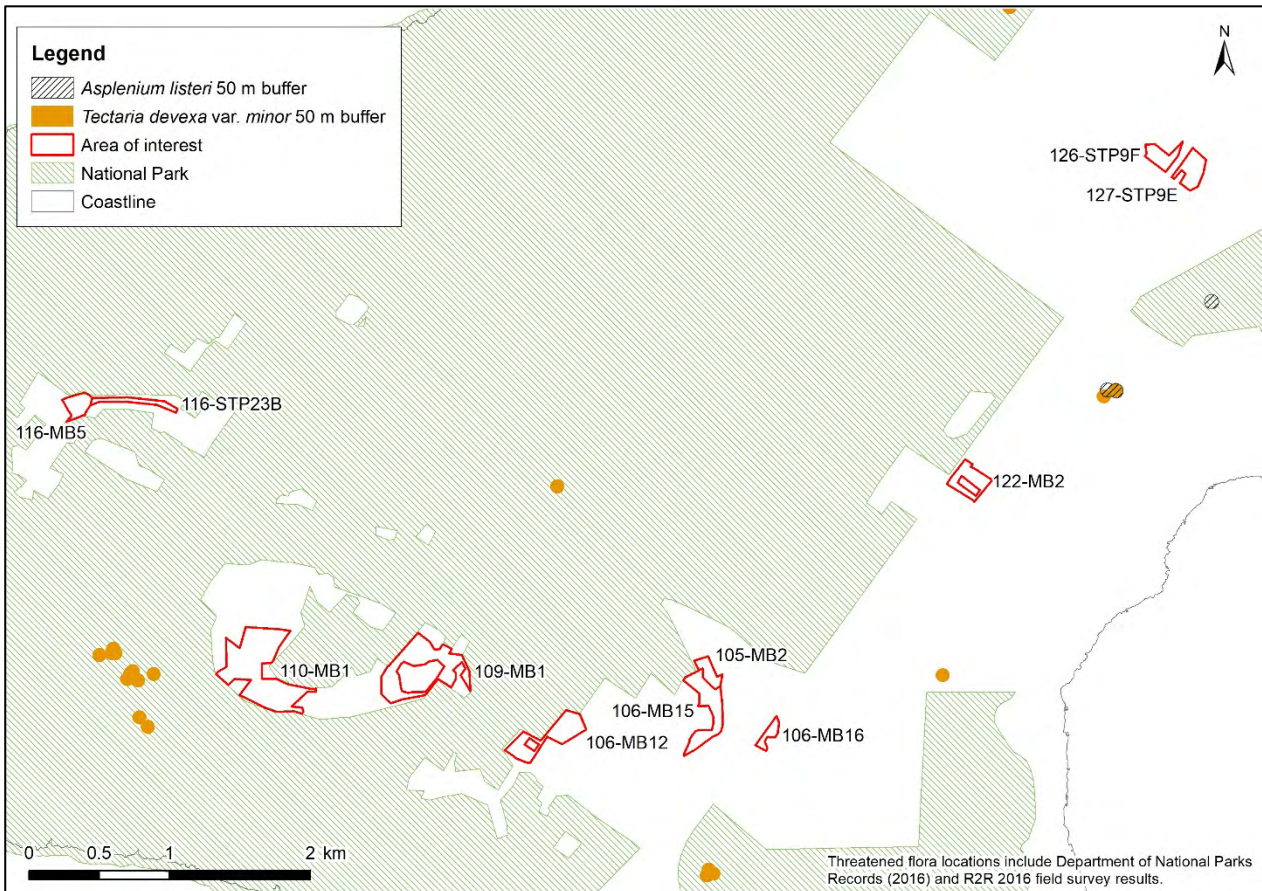 Legend
Asplenium listeri 50 m buffer
Tectaria devexa var. minor 50 m buffer
Area of interest
National Park
Coastline
N
126-STP9F
127-STP9E
116-STP23B
116-MB5
122-MB2
105-MB2
110-MB1
109-MB1
106-MB15
106-MB12
106-MB16
0 0.5 1 2 km
Threatened flora locations include Department of National Parks
Records (2016) and R2R 2016 field survey results.